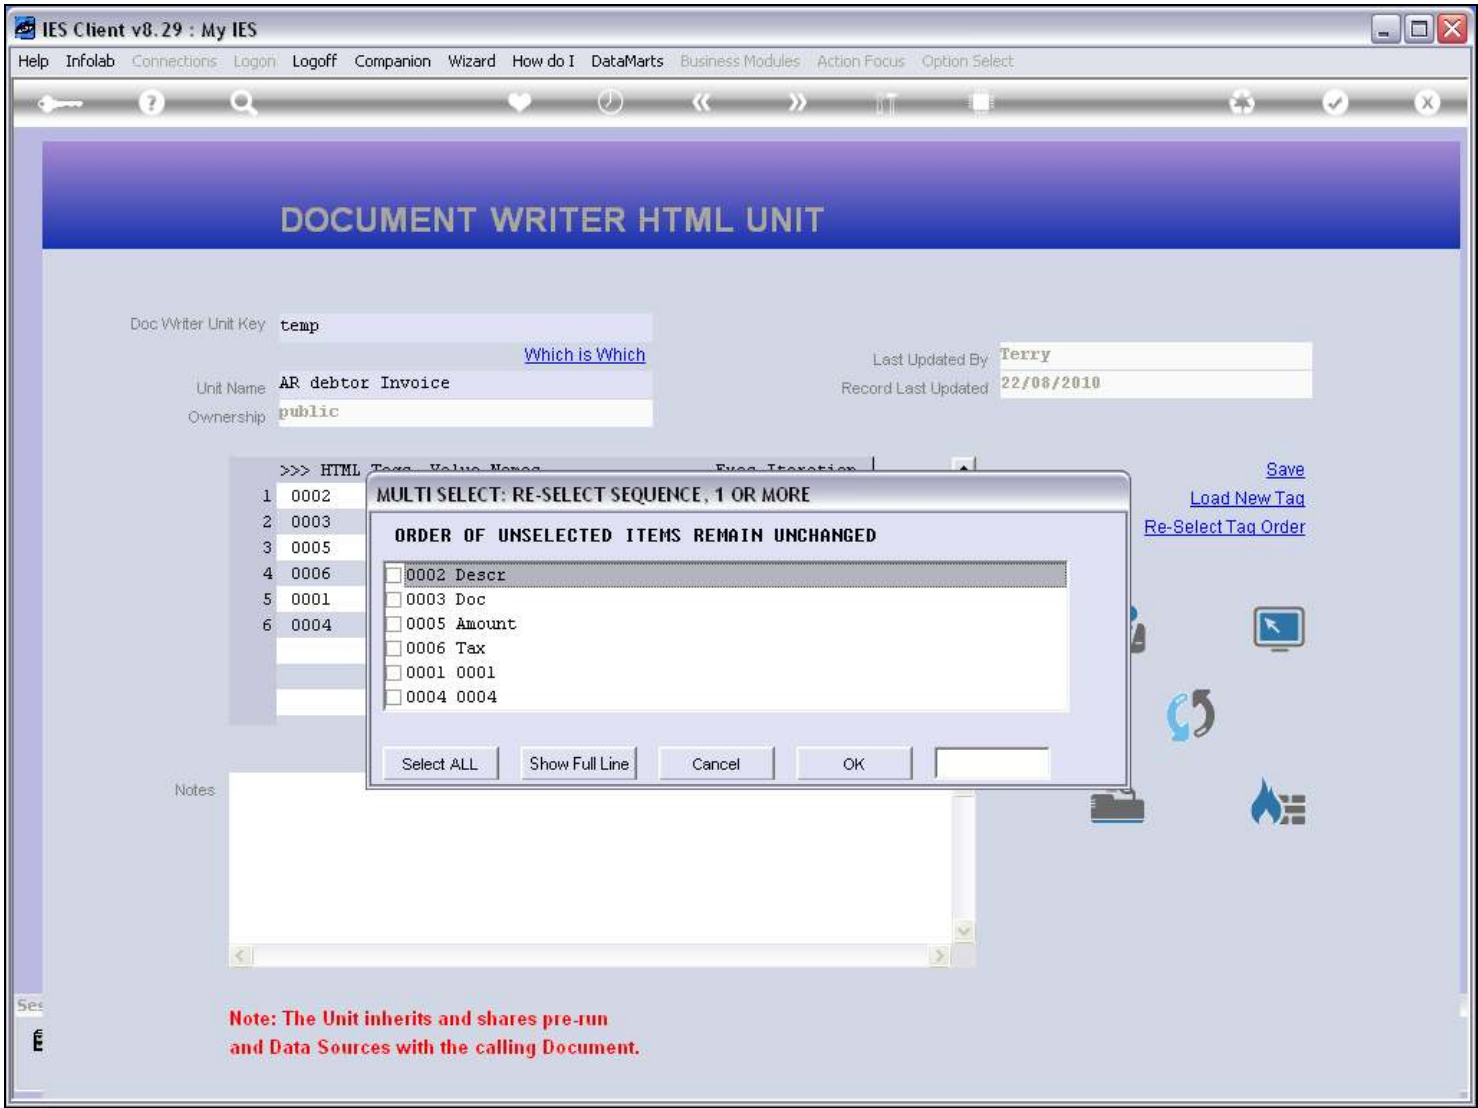 IES Client v8.29 : My IES
Help Infolab Connections Logon Logoff Companion Wizard How do I DataMarts Business Modules Action Focus Option Select
DOCUMENT WRITER HTML UNIT
Doc Writer Unit Key temp
Which is Which
Unit Name AR debtor Invoice
Ownership public
Last Updated By Terry
Record Last Updated 22/08/2010
>>> HTML Tags Value Names Exec Iteration
1 0002
2 0003
3 0005
4 0006
5 0001
6 0004
Save
Load New Tag
Re-Select Tag Order
MULTI SELECT: RE-SELECT SEQUENCE, 1 OR MORE
ORDER OF UNSELECTED ITEMS REMAIN UNCHANGED
0002 Descr
0003 Doc
0005 Amount
0006 Tax
0001 0001
0004 0004
Select ALL Show Full Line Cancel OK
Notes
Note: The Unit inherits and shares pre-run
and Data Sources with the calling Document.